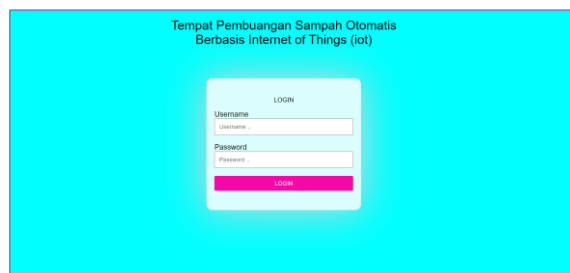 Tempat Pembuangan Sampah Otomatis
Berbasis Internet of Things (iot)
LOGIN
Username
Username ..
Password
Password ..
LOGIN